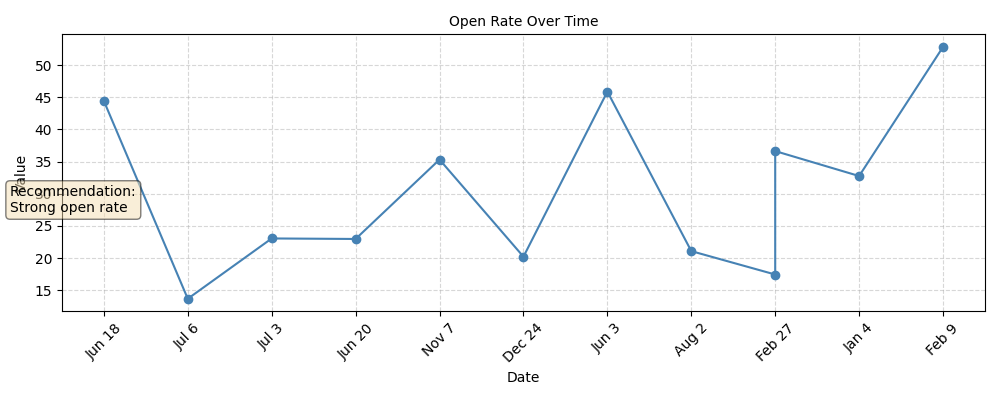 Open Rate Over Time
Value
50
45
40
35
30
25
20
15
Recommendation:
Strong open rate
Jun 18
Jul 6
Jul 3
Jun 20
Nov 7
Dec 24
Jun 3
Aug 2
Feb 27
Jan 4
Feb 9
Date